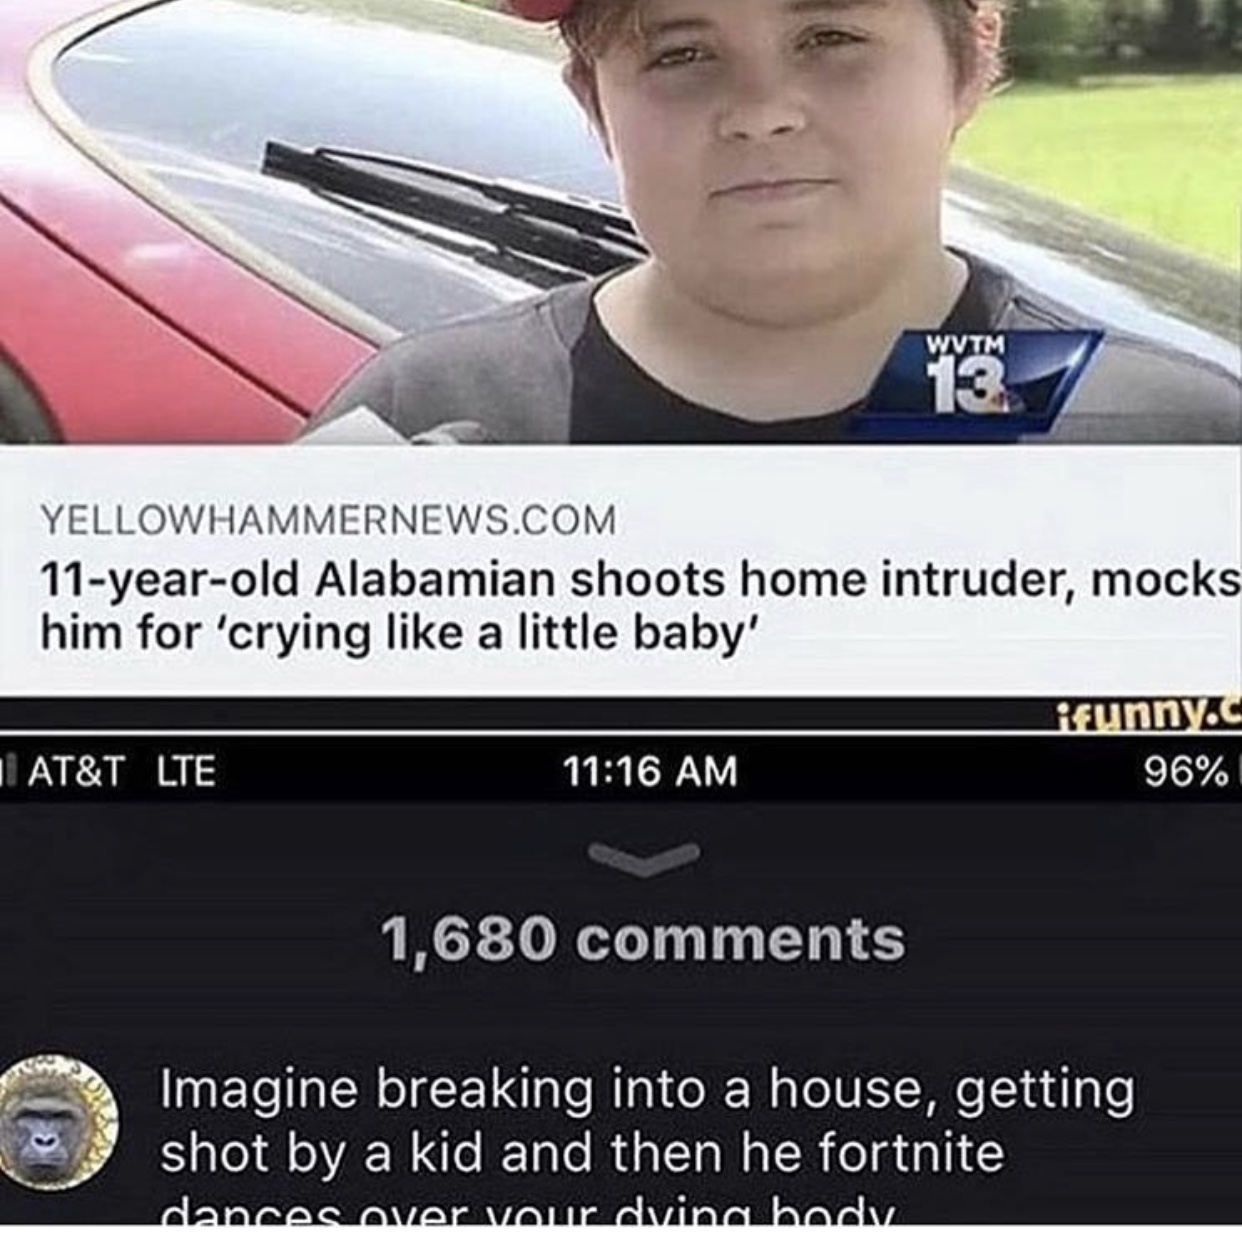 WVTM
13
YELLOWHAMMERNEWS.COM
11-year-old Alabamian shoots home intruder, mocks
him for 'crying like a little baby'
ifunny.c
AT&T LTE 11:16 AM 96%
1,680 comments
Imagine breaking into a house, getting
shot by a kid and then he fortnite
dances over your dying body